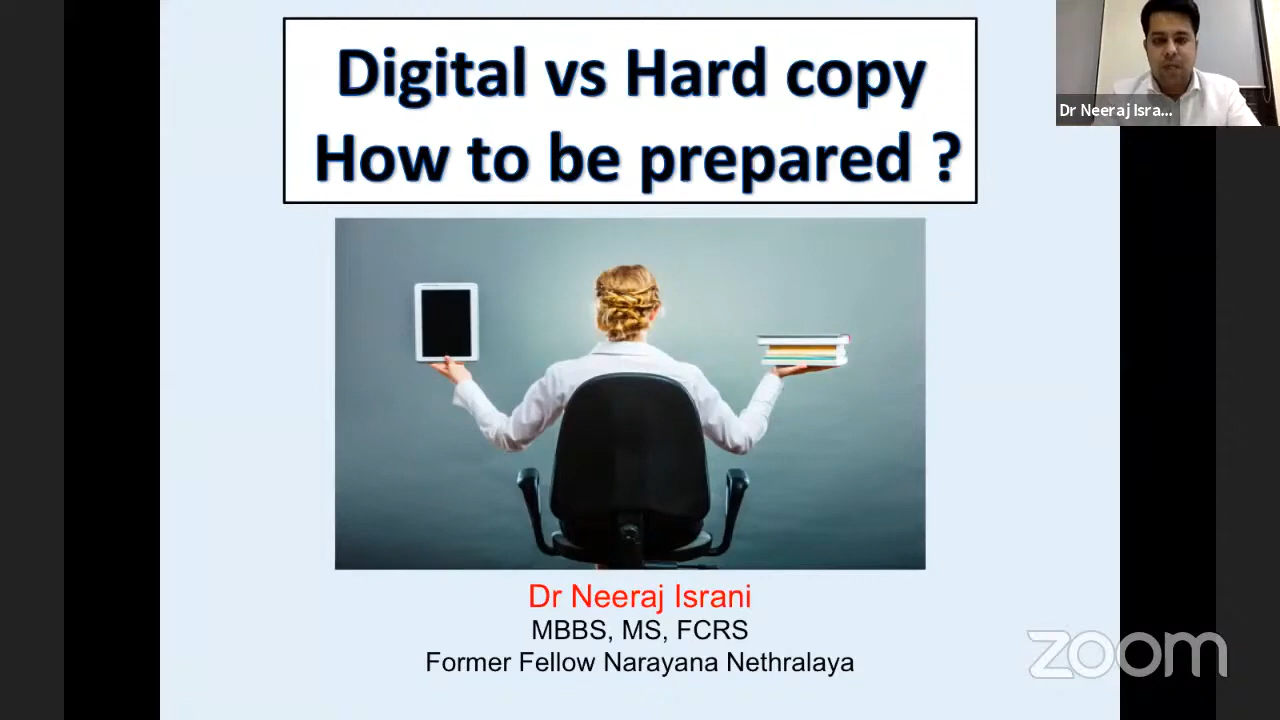 Digital vs Hard copy
How to be prepared ?
Dr Neeraj Isra...
Dr Neeraj Israni
MBBS, MS, FCRS
Former Fellow Narayana Nethralaya
zoom